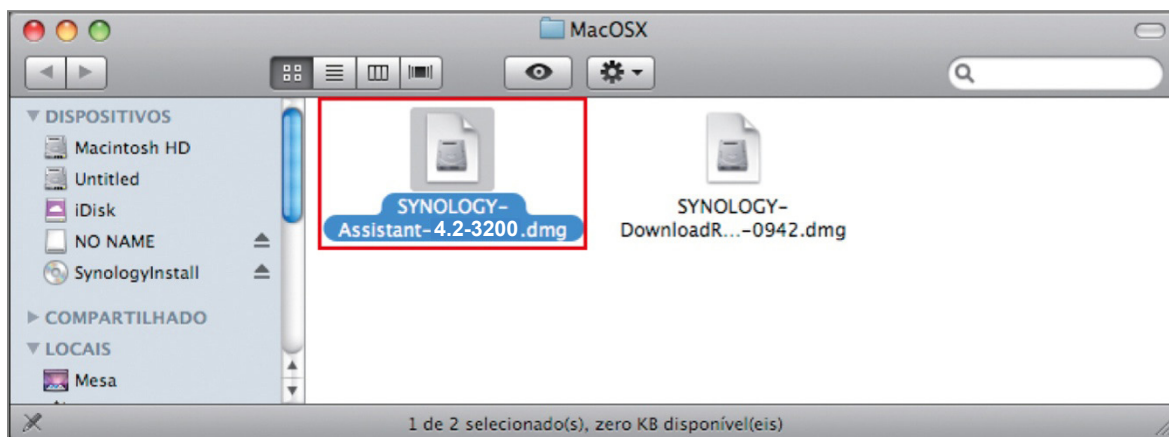 MacOSX
DISPOSITIVOS
Macintosh HD
Untitled
iDisk
NO NAME
SynologyInstall
COMPARTILHADO
LOCAIS
Mesa
SYNOLOGY-
Assistant-4.2-3200.dmg
SYNOLOGY-
DownloadR...-0942.dmg
1 de 2 selecionado(s), zero KB disponível(eis)